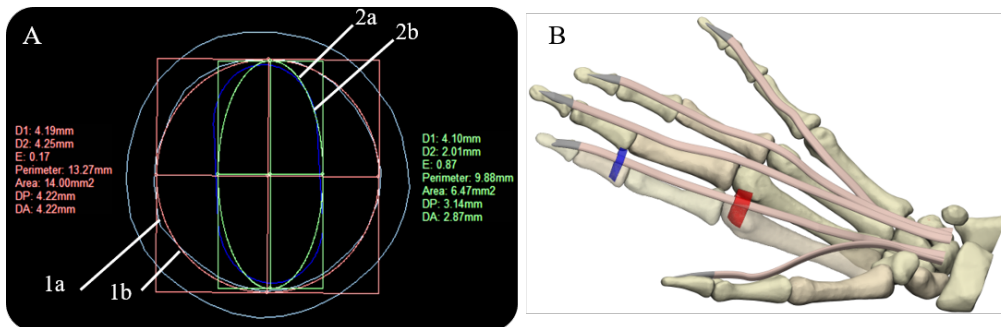 A
2a
2b
D1: 4.19mm
D2: 4.25mm
E: 0.17
Perimeter: 13.27mm
Area: 14.00mm2
DP: 4.22mm
DA: 4.22mm
D1: 4.10mm
D2: 2.01mm
E: 0.87
Perimeter: 9.88mm
Area: 6.47mm2
DP: 3.14mm
DA: 2.87mm
1a
1b
B